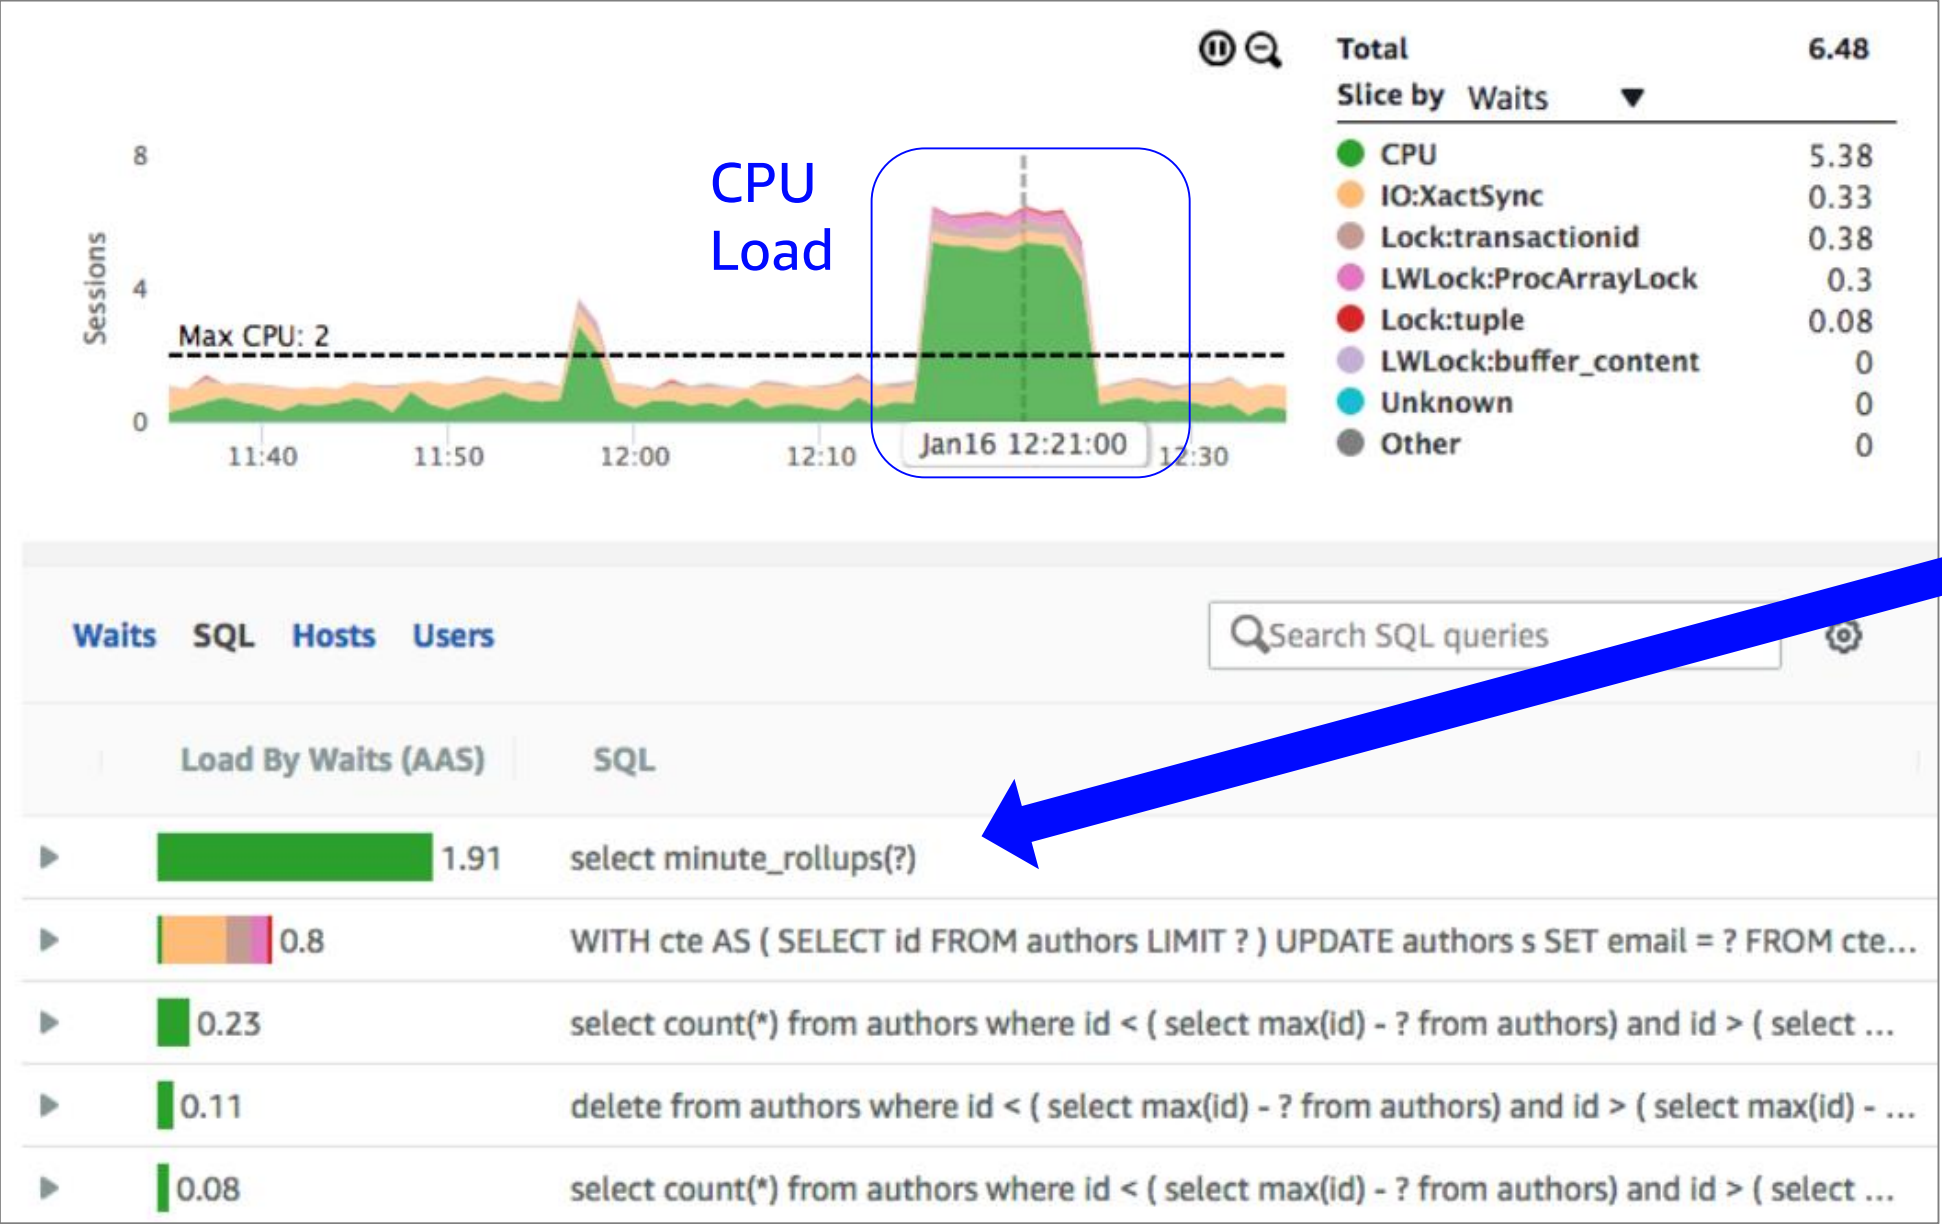 Total 6.48
Slice by Waits
CPU 5.38
IO:XactSync 0.33
Lock:transactionid 0.38
LWLock:ProcArrayLock 0.3
Lock:tuple 0.08
LWLock:buffer_content 0
Unknown 0
Other 0
CPU
Load
Sessions
8
4
0
Max CPU: 2
11:40 11:50 12:00 12:10 12:30
Jan16 12:21:00
Waits SQL Hosts Users
Search SQL queries
Load By Waits (AAS) SQL
1.91 select minute_rollups(?)
0.8 WITH cte AS ( SELECT id FROM authors LIMIT ? ) UPDATE authors s SET email = ? FROM cte...
0.23 select count(*) from authors where id < ( select max(id) - ? from authors) and id > ( select ...
0.11 delete from authors where id < ( select max(id) - ? from authors) and id > ( select max(id) - ...
0.08 select count(*) from authors where id < ( select max(id) - ? from authors) and id > ( select ...